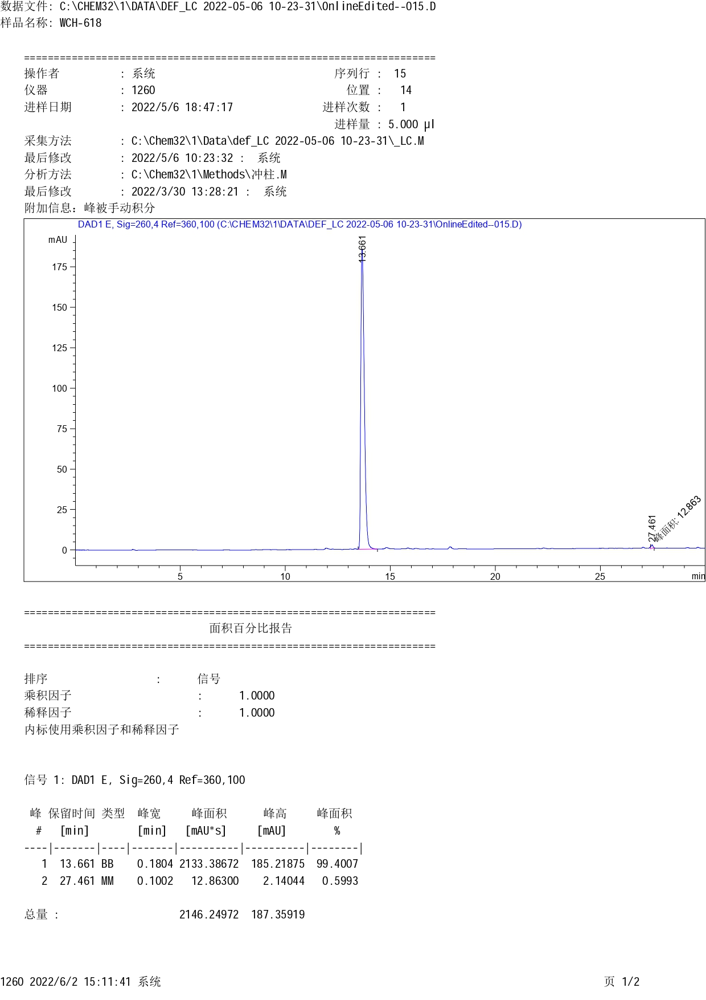 数据文件: C:\CHEM32\1\DATA\DEF_LC 2022-05-06 10-23-31\OnlineEdited--015.D
样品名称: WCH-618
=====================================================================
操作者 : 系统 序列行 : 15
仪器 : 1260 位置 : 14
进样日期 : 2022/5/6 18:47:17 进样次数 : 1
进样量 : 5.000 µl
采集方法 : C:\Chem32\1\Data\def_LC 2022-05-06 10-23-31\_LC.M
最后修改 : 2022/5/6 10:23:32 : 系统
分析方法 : C:\Chem32\1\Methods\冲柱.M
最后修改 : 2022/3/30 13:28:21 : 系统
附加信息: 峰被手动积分
DAD1 E, Sig=260,4 Ref=360,100 (C:\CHEM32\1\DATA\DEF_LC 2022-05-06 10-23-31\OnlineEdited--015.D)
mAU
13.661
175
150
125
100
75
50
25
0
27.461
峰面积: 12.863
5 10 15 20 25 min
=====================================================================
面积百分比报告
=====================================================================
排序 : 信号
乘积因子 : 1.0000
稀释因子 : 1.0000
内标使用乘积因子和稀释因子
信号 1: DAD1 E, Sig=260,4 Ref=360,100
峰 保留时间 类型 峰宽 峰面积 峰高 峰面积
# [min] [min] [mAU*s] [mAU] %
----|-------|----|-------|----------|----------|--------|
1 13.661 BB 0.1804 2133.38672 185.21875 99.4007
2 27.461 MM 0.1002 12.86300 2.14044 0.5993
总量 : 2146.24972 187.35919
1260 2022/6/2 15:11:41 系统 页 1/2